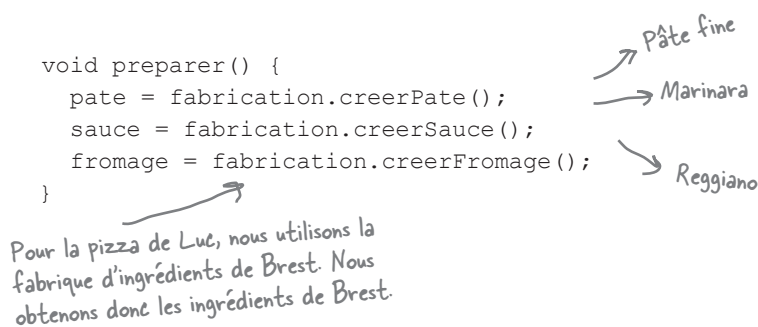 void preparer() {
pate = fabrication.creerPate();
sauce = fabrication.creerSauce();
fromage = fabrication.creerFromage();
}
Pâte fine
Marinara
Reggiano
Pour la pizza de Luc, nous utilisons la
fabrique d'ingrédients de Brest. Nous
obtenons donc les ingrédients de Brest.